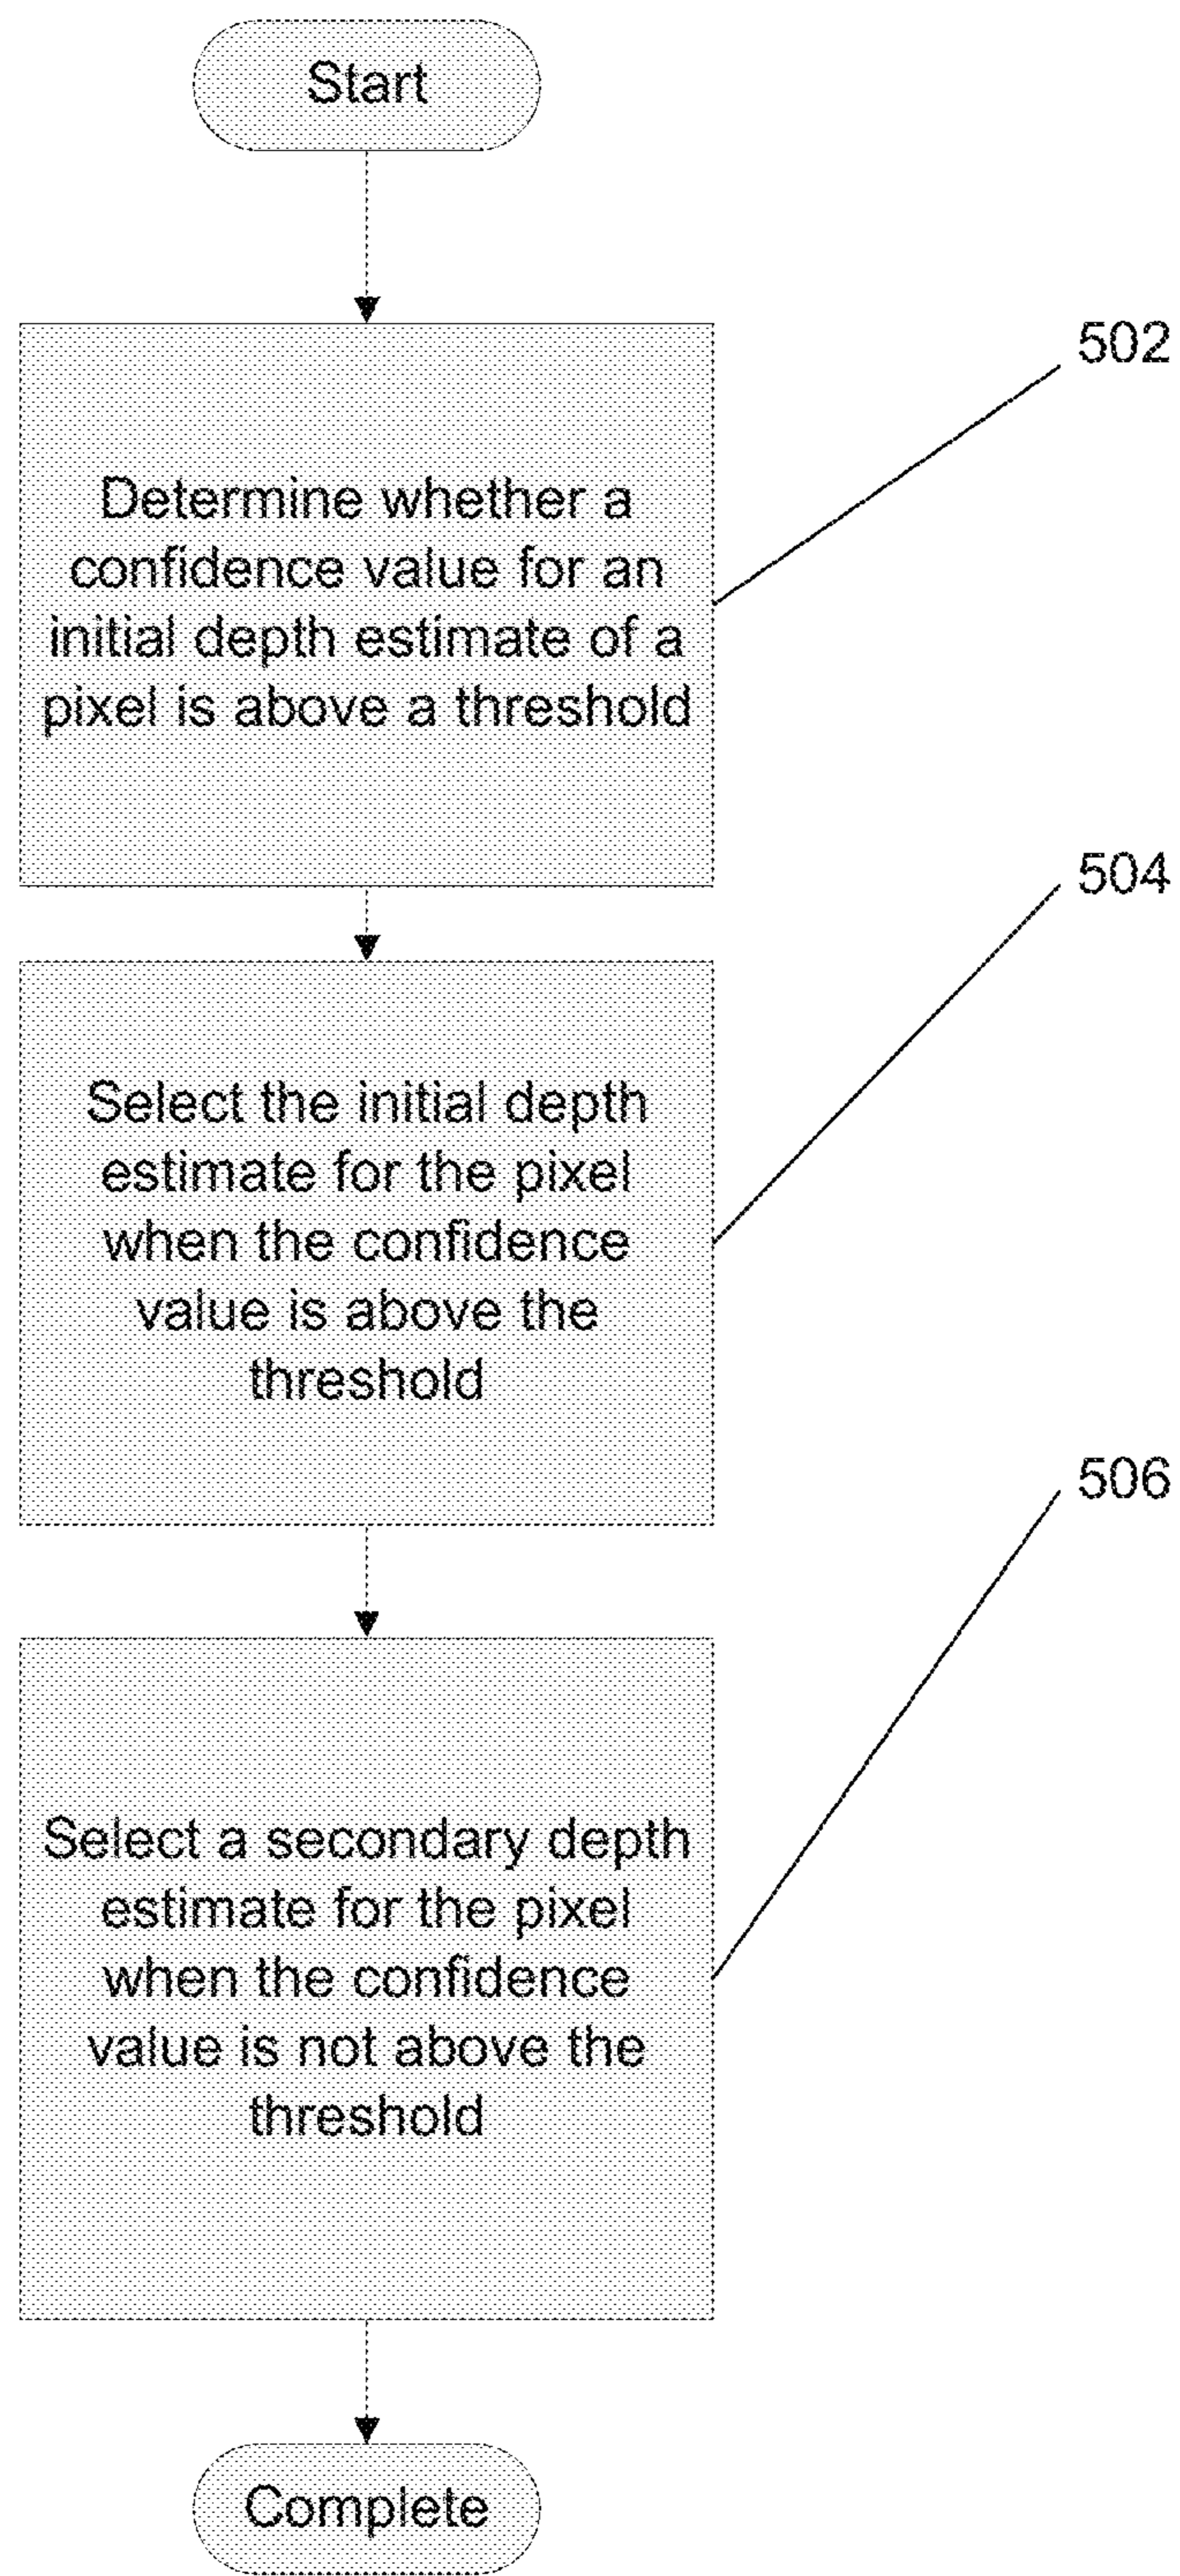 Start
502
Determine whether a
confidence value for an
initial depth estimate of a
pixel is above a threshold
504
Select the initial depth
estimate for the pixel
when the confidence
value is above the
threshold
506
Select a secondary depth
estimate for the pixel
when the confidence
value is not above the
threshold
Complete